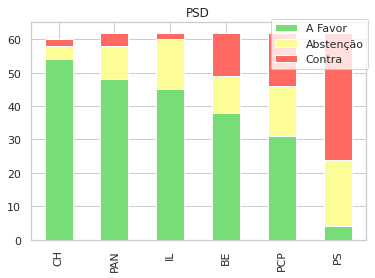 PSD
A Favor
Abstenção
Contra
60
50
40
30
20
10
0
CH
PAN
IL
BE
PCP
PS